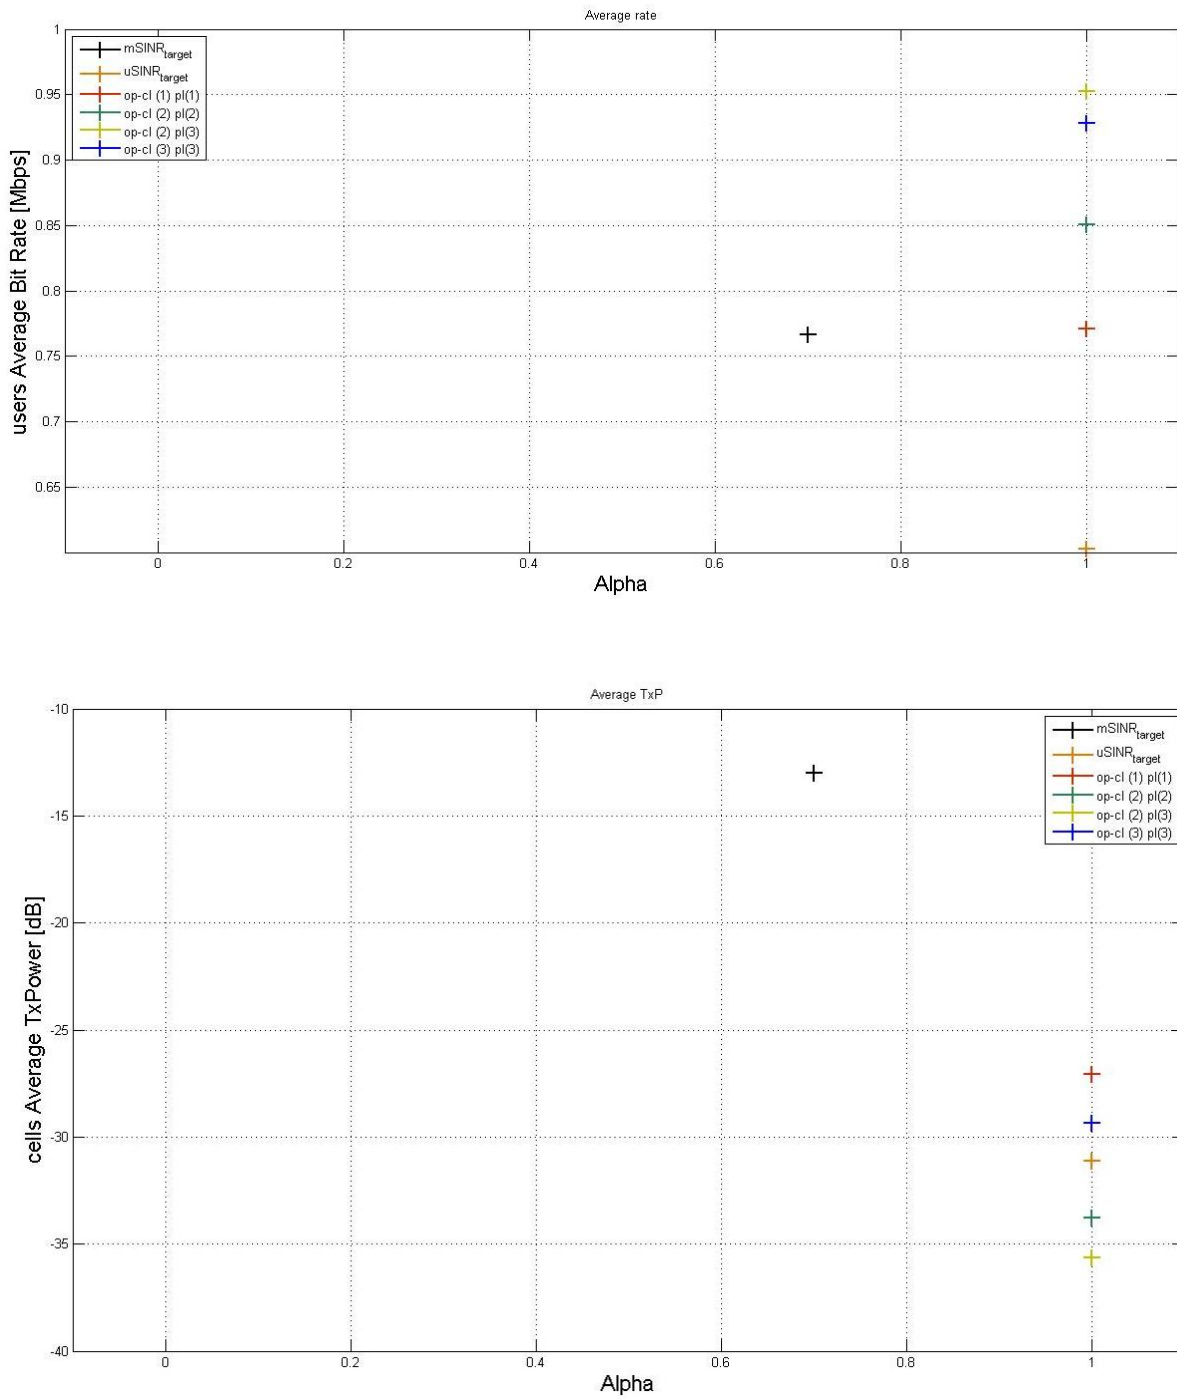 Average rate
mSINR_target
uSINR_target
op-cl (1) pl(1)
op-cl (2) pl(2)
op-cl (2) pl(3)
op-cl (3) pl(3)
users Average Bit Rate [Mbps]
1
0.95
0.9
0.85
0.8
0.75
0.7
0.65
0 0.2 0.4 0.6 0.8 1
Alpha
Average TxP
mSINR_target
uSINR_target
op-cl (1) pl(1)
op-cl (2) pl(2)
op-cl (2) pl(3)
op-cl (3) pl(3)
cells Average TxPower [dB]
-10
-15
-20
-25
-30
-35
-40
0 0.2 0.4 0.6 0.8 1
Alpha